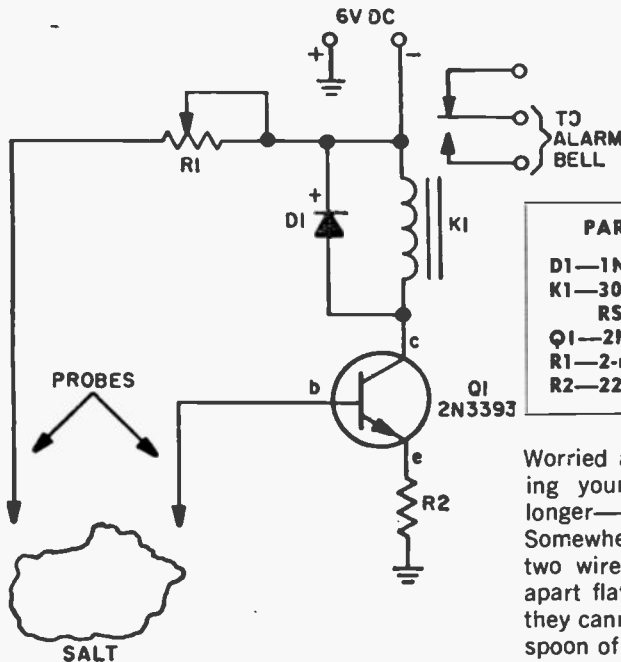 6V DC
+
-
R1
+
D1
K1
TO
ALARM
BELL
PROBES
b
c
e
Q1
2N3393
R2
SALT
PAR
D1—1N
K1—30
RS
Q1—2N
R1—2-
R2—22
Worried a
ing your
longer—
Somewhe
two wire
apart flat
they cann
spoon of